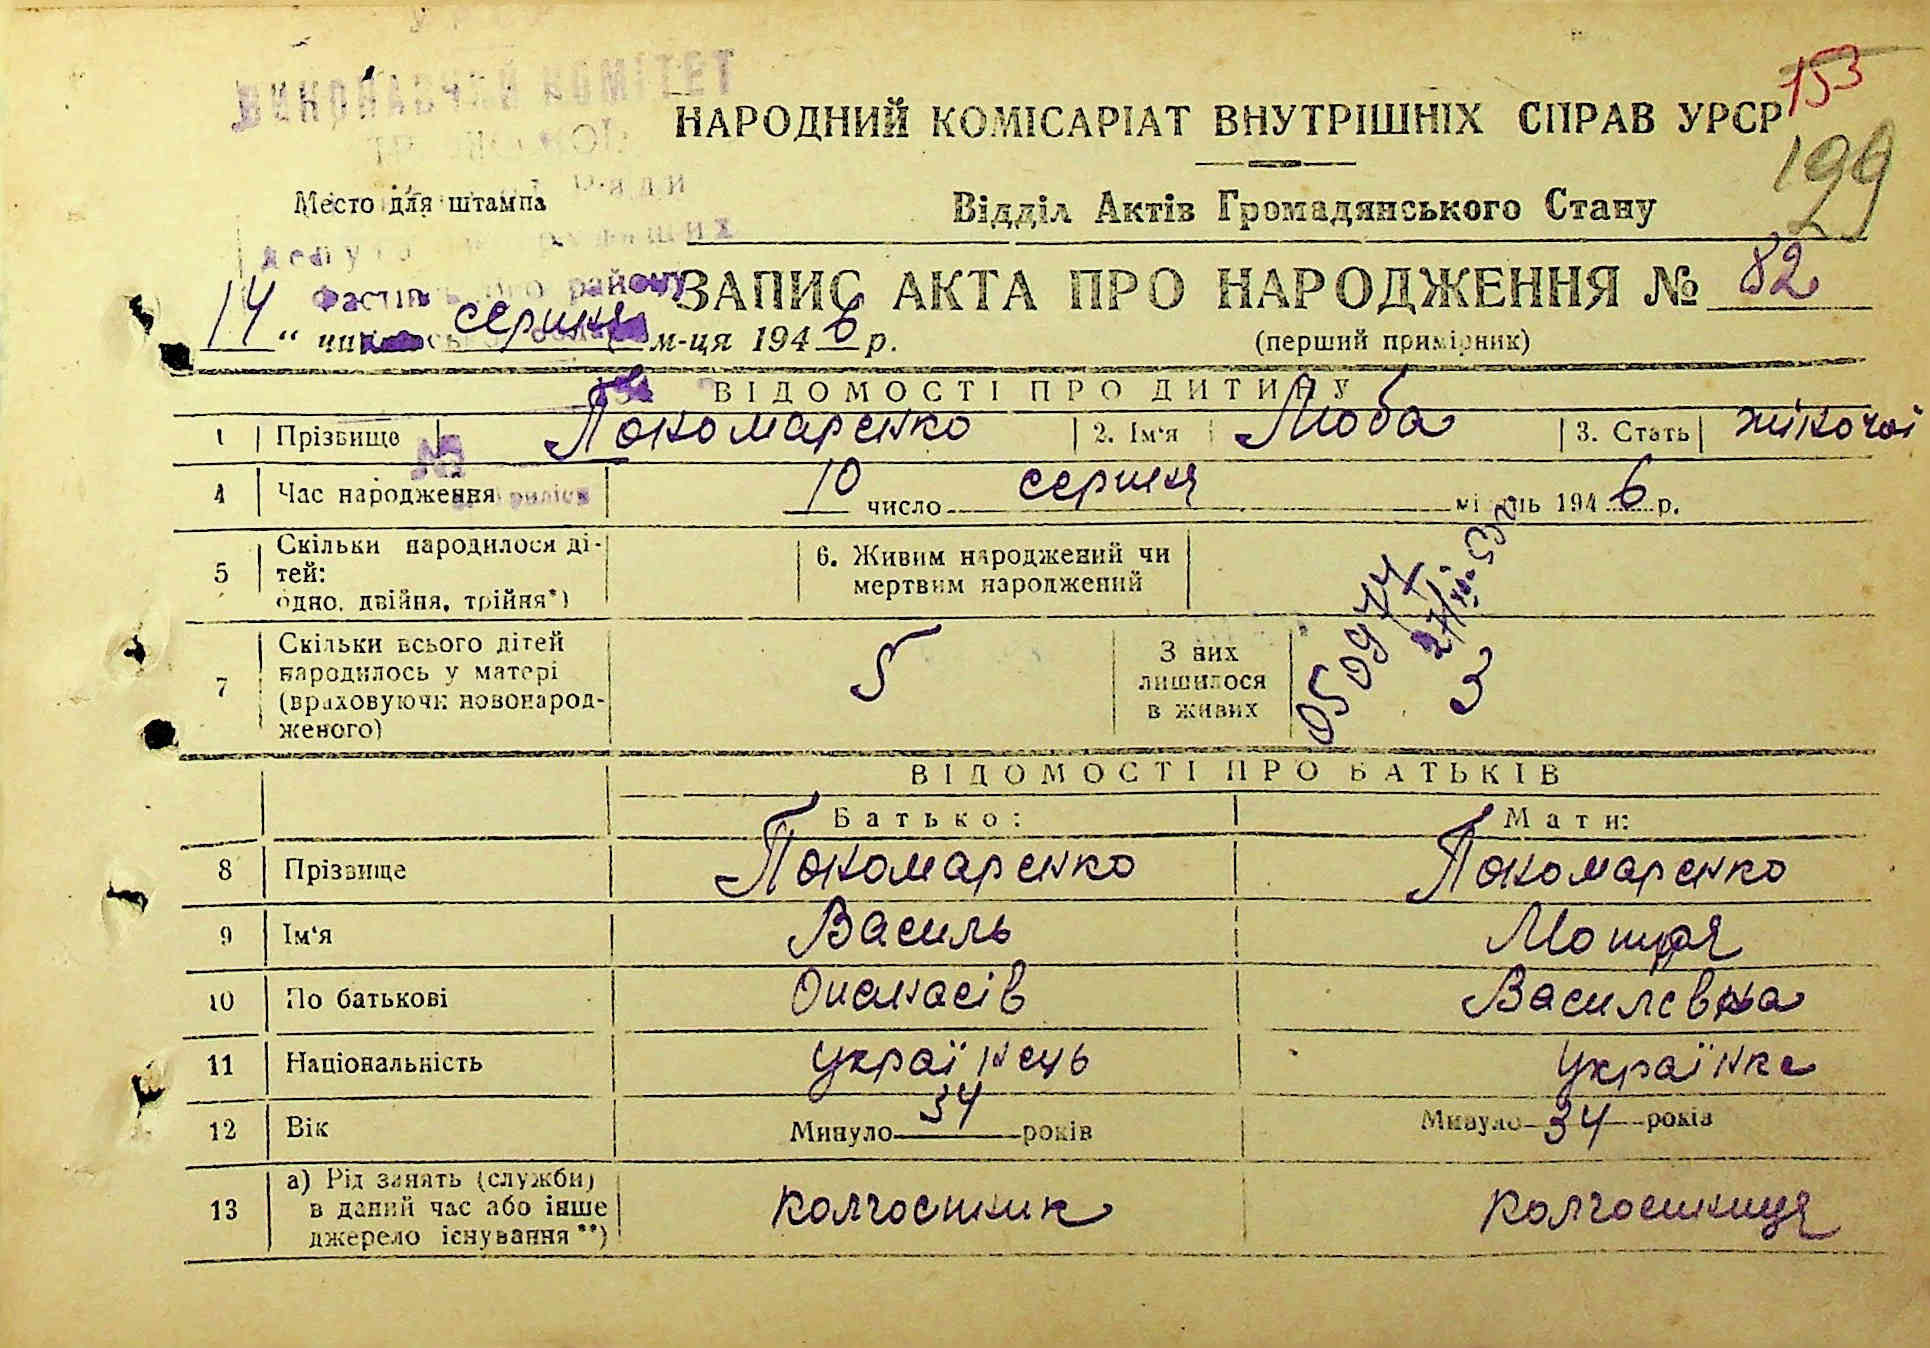 ВИКОНАВЧИЙ КОМІТЕТ
153
НАРОДНИЙ КОМІСАРІАТ ВНУТРІШНІХ СПРАВ УРСР
199
Место для штампа
Відділ Актів Громадянського Стану
району
ЗАПИС АКТА ПРО НАРОДЖЕННЯ № 82
14 " серпня м-ця 1946 р.
(перший примірник)
ВІДОМОСТІ ПРО ДИТИНУ
1 Прізвище Пономаренко 2. Ім'я Люба 3. Стать жіночої
4 Час народження 10 число серпня місяць 1946 р.
5 Скільки народилося дітей: одно, двійня, трійня*)
6. Живим народжений чи мертвим народжений
7 Скільки всього дітей народилось у матері (враховуючи новонародженого) 5 З них лишилося в живих 3
ВІДОМОСТІ ПРО БАТЬКІВ
Батько: Мати:
8 Прізвище Пономаренко Пономаренко
9 Ім'я Василь Мотря
10 По батькові Опанасів Василєвна
11 Національність Українець Українка
12 Вік Минуло 34 років Минуло 34 років
13 а) Рід занять (служби) в даний час або інше джерело існування**) колгоспник колгоспниця